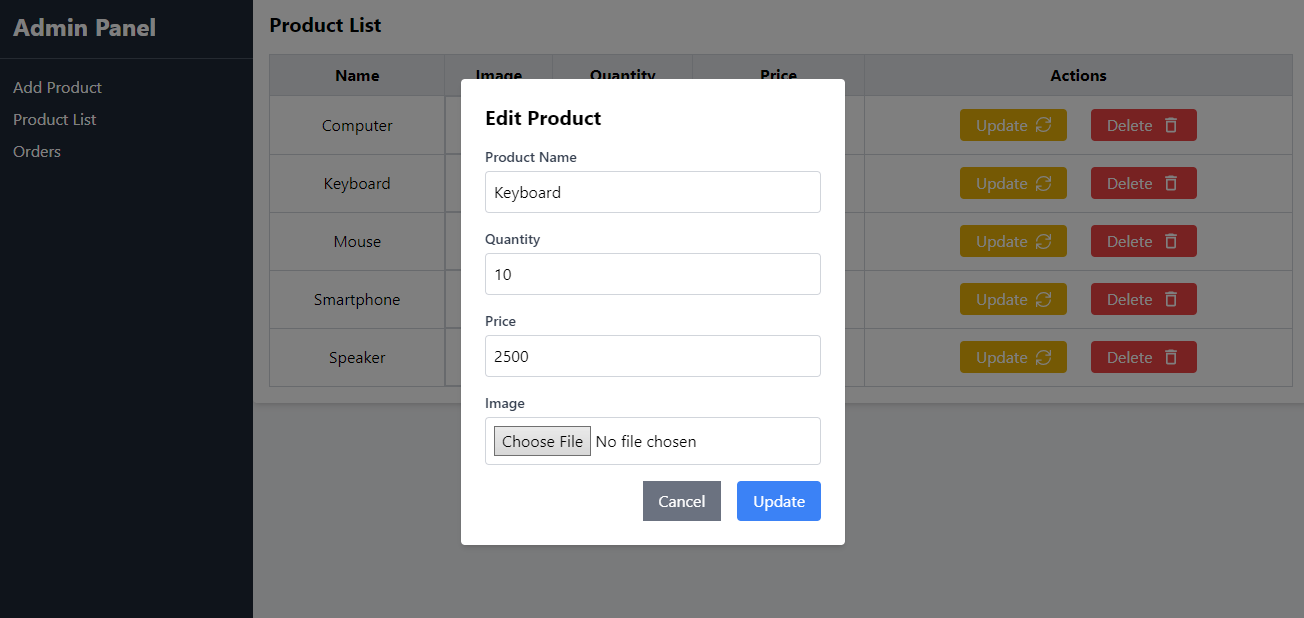 Admin Panel
Add Product
Product List
Orders
Product List
Name Image Quantity Price Actions
Computer Update Delete
Keyboard Update Delete
Mouse Update Delete
Smartphone Update Delete
Speaker Update Delete
Edit Product
Product Name
Keyboard
Quantity
10
Price
2500
Image
Choose File No file chosen
Cancel Update